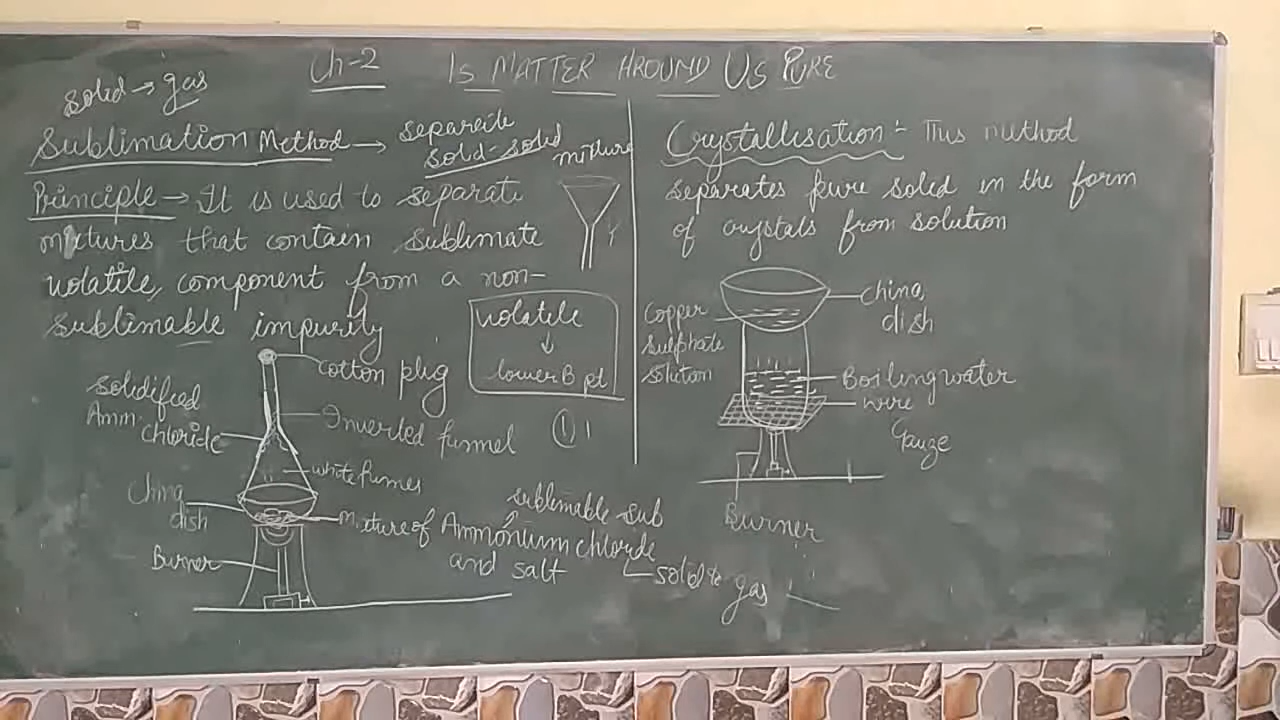 Ch-2 IS MATTER AROUND US PURE
solid → gas
Sublimation Method → separate
solid-solid
mixture
Principle → It is used to separate
mixtures that contain sublimate
volatile, component from a non-
sublimable impurity
volatile
↓
lower B pt
cotton plug
solidified
Amm.
chloride
Inverted funnel
white fumes
China
dish
sublimable sub
Mixture of Ammonium chloride
and salt
solid to gas
Burner
Crystallisation :- This method
separates pure solid in the form
of crystals from solution
China
dish
Copper
Sulphate
Solution
Boiling water
wire
Gauze
Burner